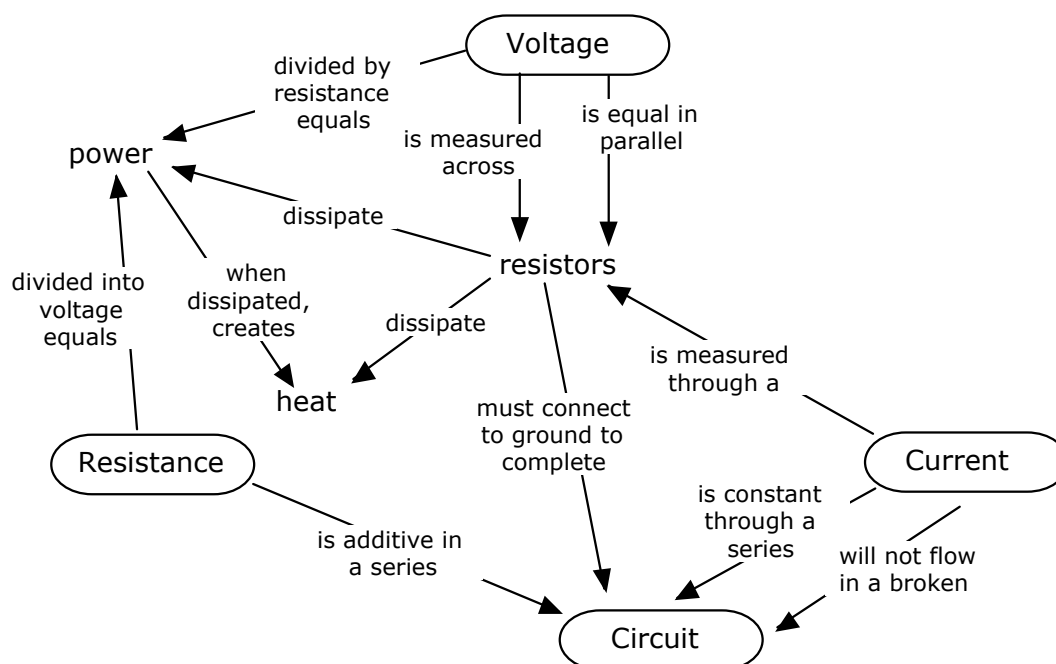 Voltage
divided by
resistance
equals
is equal in
parallel
is measured
across
power
dissipate
resistors
divided into
voltage
equals
when
dissipated,
creates
dissipate
is measured
through a
heat
must connect
to ground to
complete
Resistance
Current
is constant
through a
series
is additive in
a series
will not flow
in a broken
Circuit